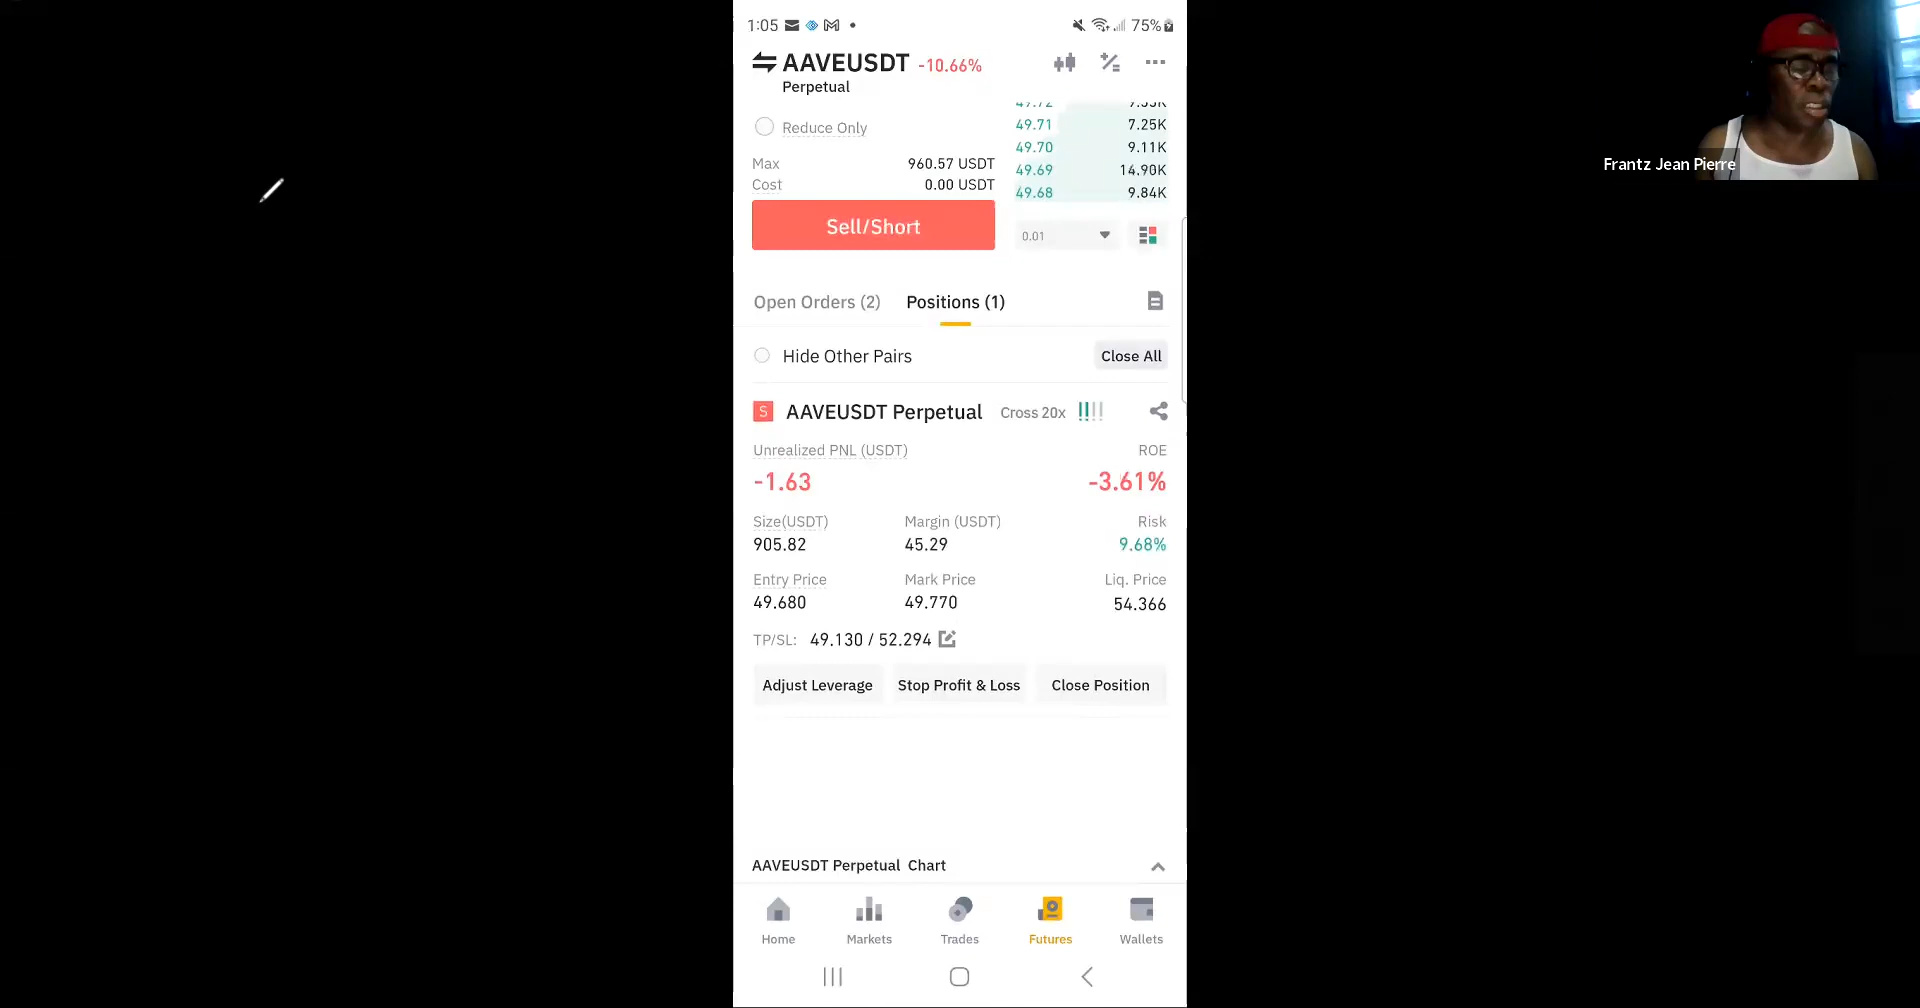 1:05
75%
AAVEUSDT -10.66%
Perpetual
49.72 9.55K
Reduce Only
49.71 7.25K
49.70 9.11K
Max 960.57 USDT
49.69 14.90K
Cost 0.00 USDT
49.68 9.84K
Sell/Short
0.01
Open Orders (2) Positions (1)
Hide Other Pairs Close All
S AAVEUSDT Perpetual Cross 20x
Unrealized PNL (USDT) ROE
-1.63 -3.61%
Size(USDT) Margin (USDT) Risk
905.82 45.29 9.68%
Entry Price Mark Price Liq. Price
49.680 49.770 54.366
TP/SL: 49.130 / 52.294
Adjust Leverage Stop Profit & Loss Close Position
AAVEUSDT Perpetual Chart
Home Markets Trades Futures Wallets
Frantz Jean Pierre